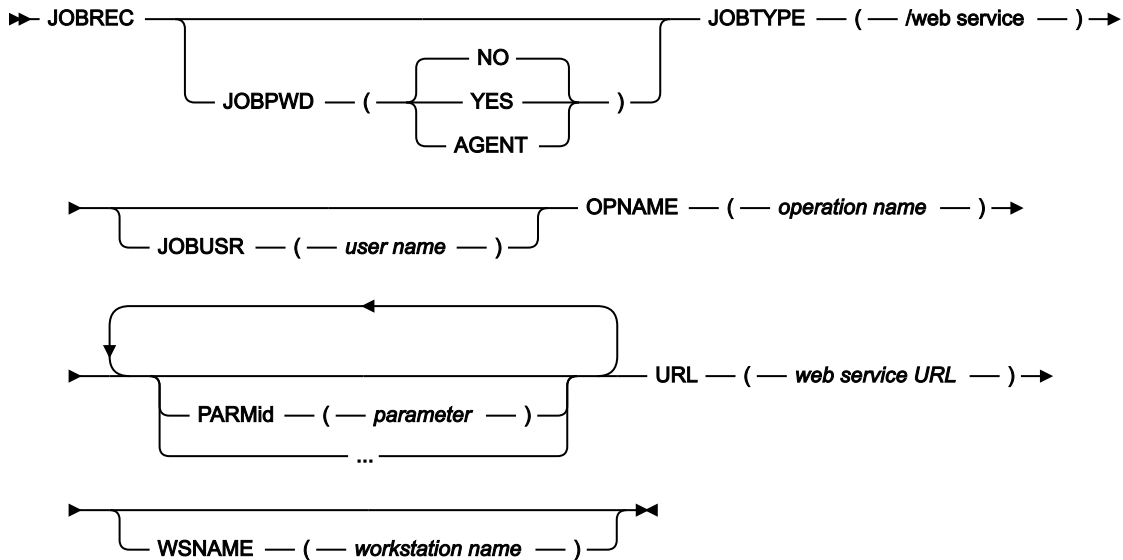 JOBREC JOBTYPE ( /web service )
NO
JOBPWD ( YES )
AGENT
OPNAME ( operation name )
JOBUSR ( user name )
URL ( web service URL )
PARMid ( parameter )
...
WSNAME ( workstation name )